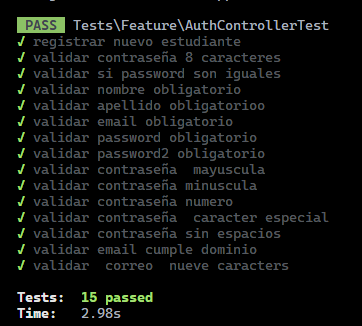 PASS Tests\Feature\AuthControllerTest
✓ registrar nuevo estudiante
✓ validar contraseña 8 caracteres
✓ validar si password son iguales
✓ validar nombre obligatorio
✓ validar apellido obligatorioo
✓ validar email obligatorio
✓ validar password obligatorio
✓ validar password2 obligatorio
✓ validar contraseña  mayuscula
✓ validar contraseña minuscula
✓ validar contraseña numero
✓ validar contraseña  caracter especial
✓ validar contraseña sin espacios
✓ validar email cumple dominio
✓ validar  correo  nueve caracters
Tests:  15 passed
Time:   2.98s